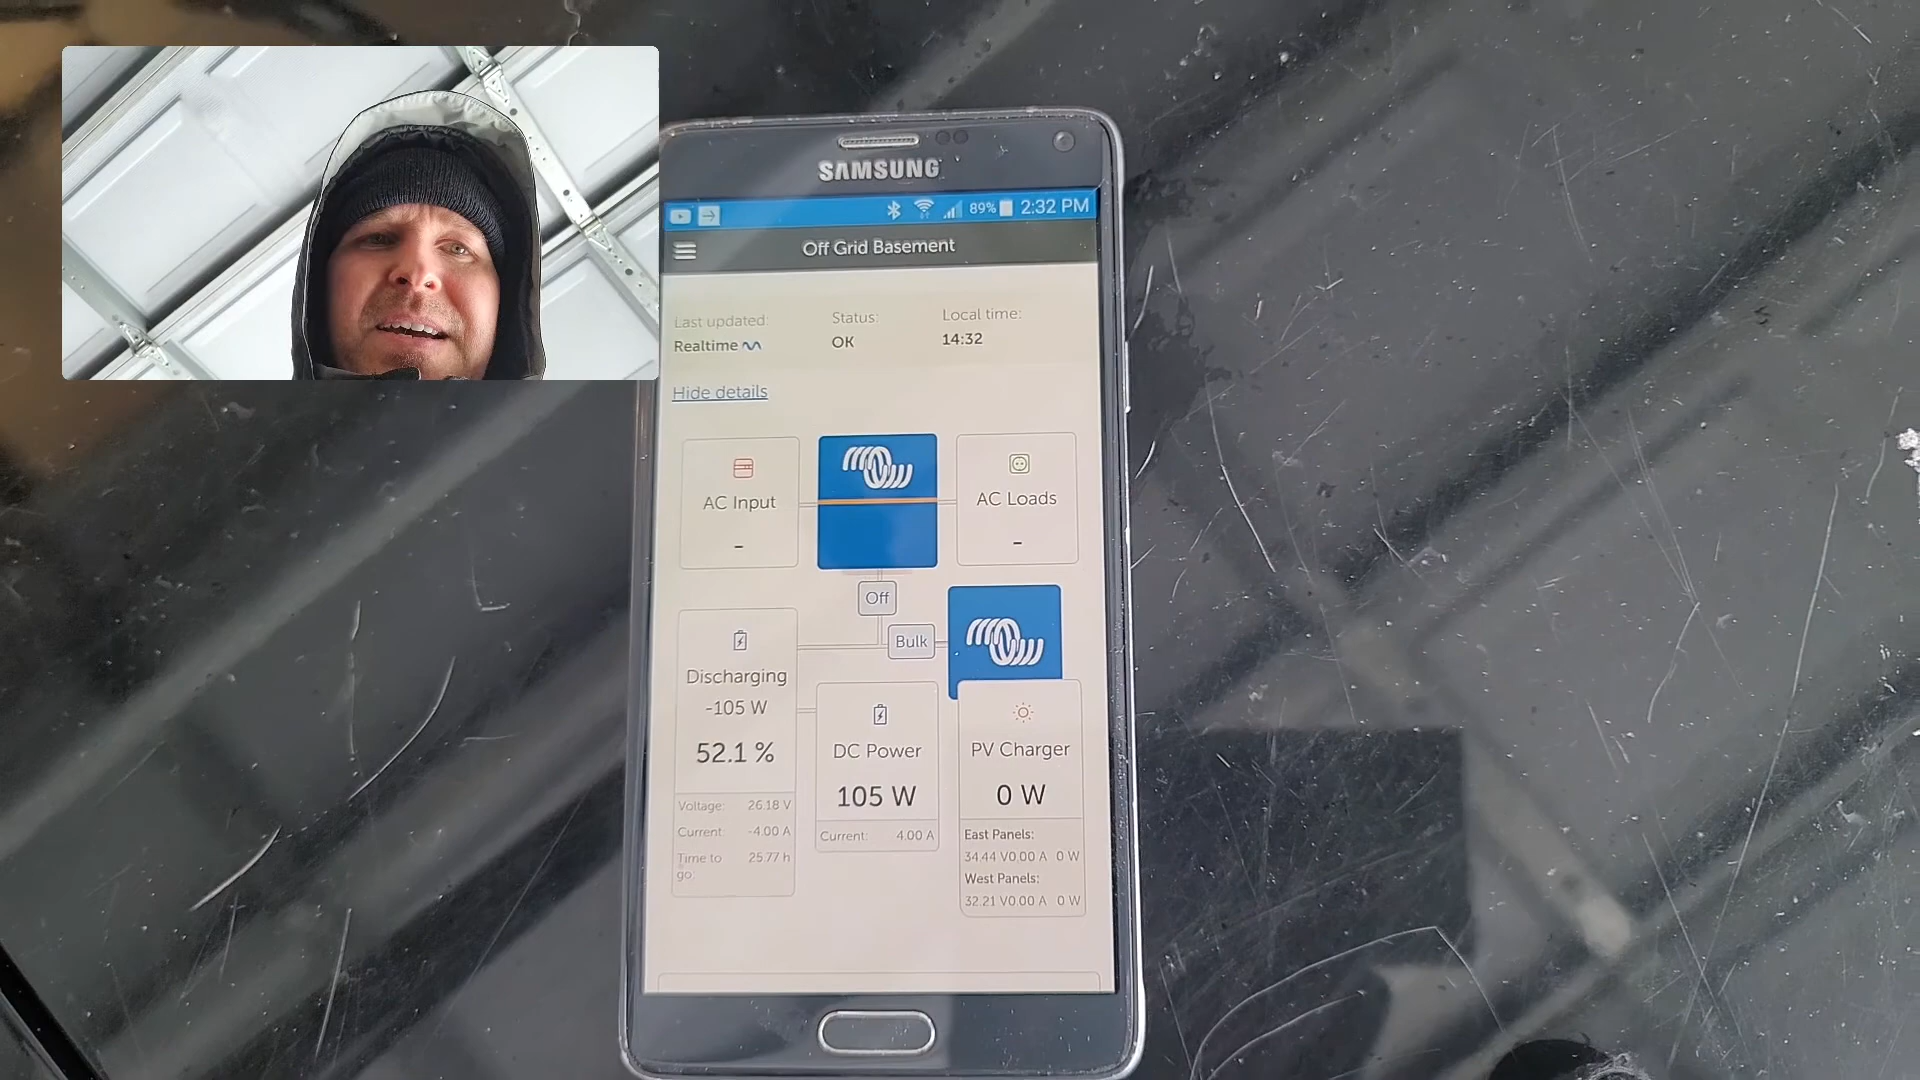 SAMSUNG
89% 2:32 PM
Off Grid Basement
Last updated: Status: Local time:
Realtime OK 14:32
Hide details
AC Input
-
AC Loads
-
Off
Bulk
Discharging
-105 W
52.1 %
Voltage: 26.18 V
Current: -4.00 A
Time to go: 25.77 h
DC Power
105 W
Current: 4.00 A
PV Charger
0 W
East Panels:
34.44 V0.00 A 0 W
West Panels:
32.21 V0.00 A 0 W